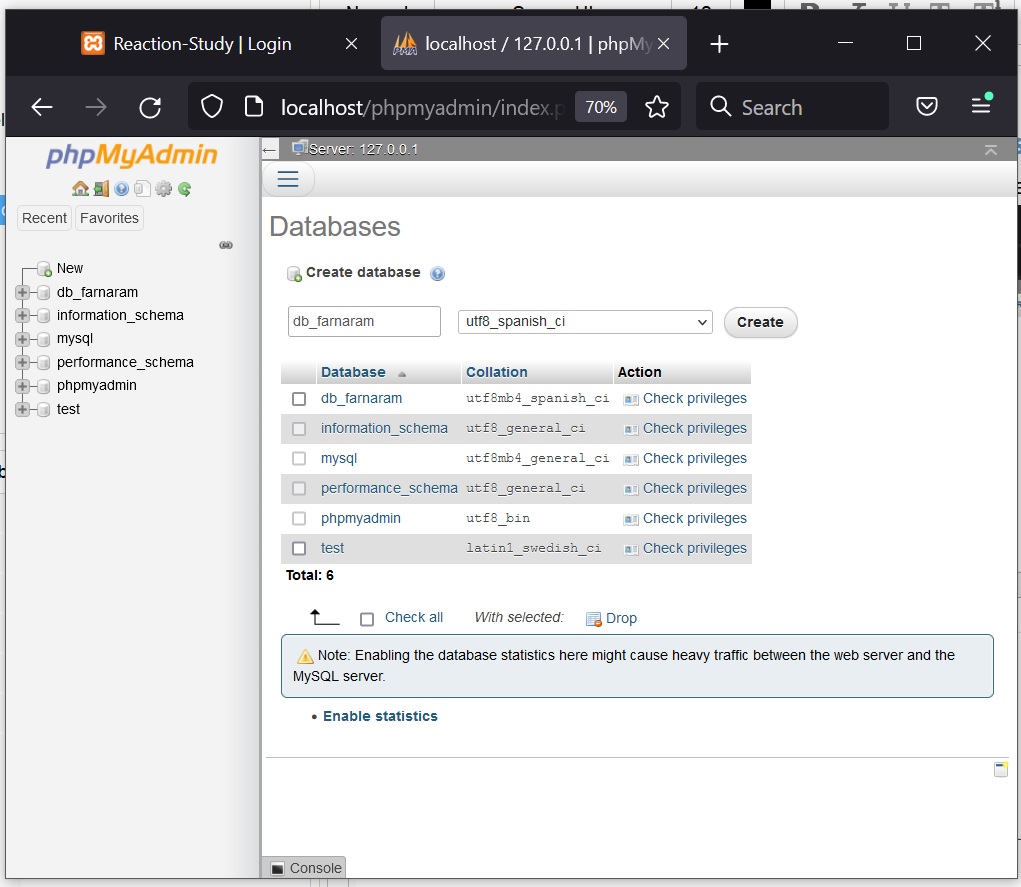 Reaction-Study | Login
localhost / 127.0.0.1 | phpMy
localhost/phpmyadmin/index.p
70%
Search
phpMyAdmin
Recent
Favorites
New
db_farnaram
information_schema
mysql
performance_schema
phpmyadmin
test
Server: 127.0.0.1
Databases
Create database
db_farnaram
utf8_spanish_ci
Create
Database Collation Action
db_farnaram utf8mb4_spanish_ci Check privileges
information_schema utf8_general_ci Check privileges
mysql utf8mb4_general_ci Check privileges
performance_schema utf8_general_ci Check privileges
phpmyadmin utf8_bin Check privileges
test latin1_swedish_ci Check privileges
Total: 6
Check all With selected: Drop
Note: Enabling the database statistics here might cause heavy traffic between the web server and the
MySQL server.
• Enable statistics
Console